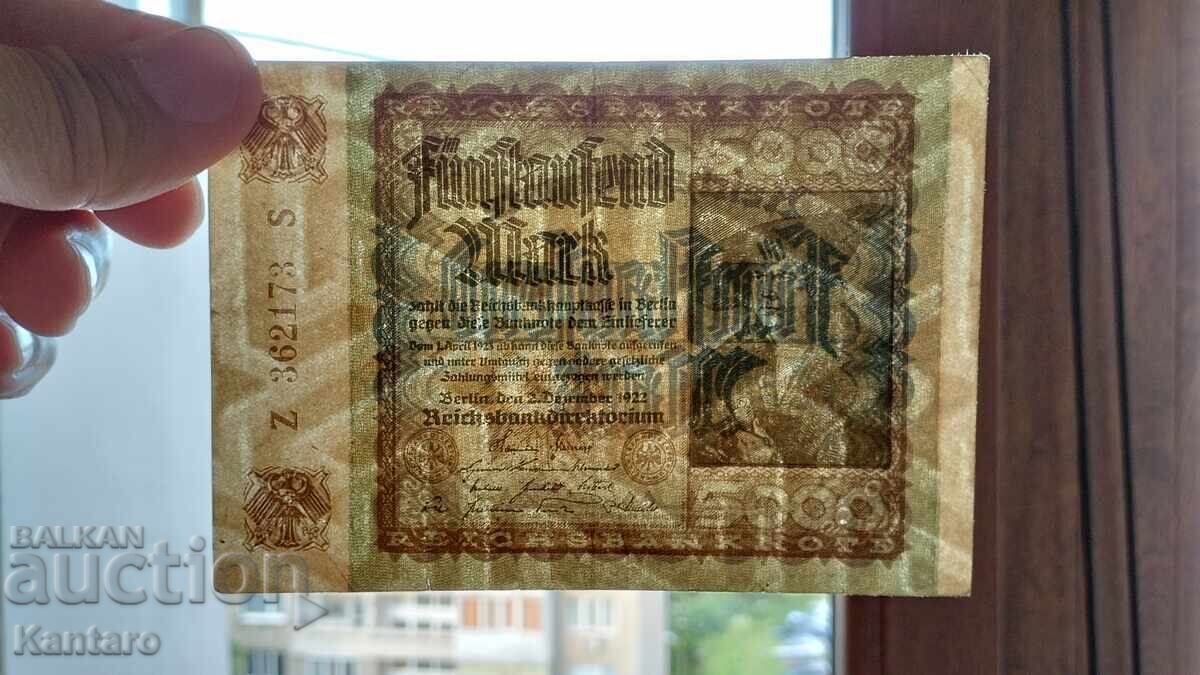 REICHSBANKNOTE
5000
Fünftausend
Mark
zahlt die Reichsbankhauptkasse in Berlin
gegen diese Banknote dem Einlieferer
Vom 1. April 1923 ab kann diese Banknote aufgerufen
und unter Umtausch gegen andere gesetzliche
Zahlungsmittel eingezogen werden
Berlin, den 2. Dezember 1922
Reichsbankdirektorium
5000
REICHSBANKNOTE
Z 362173 S
BALKAN
auction
Kantaro